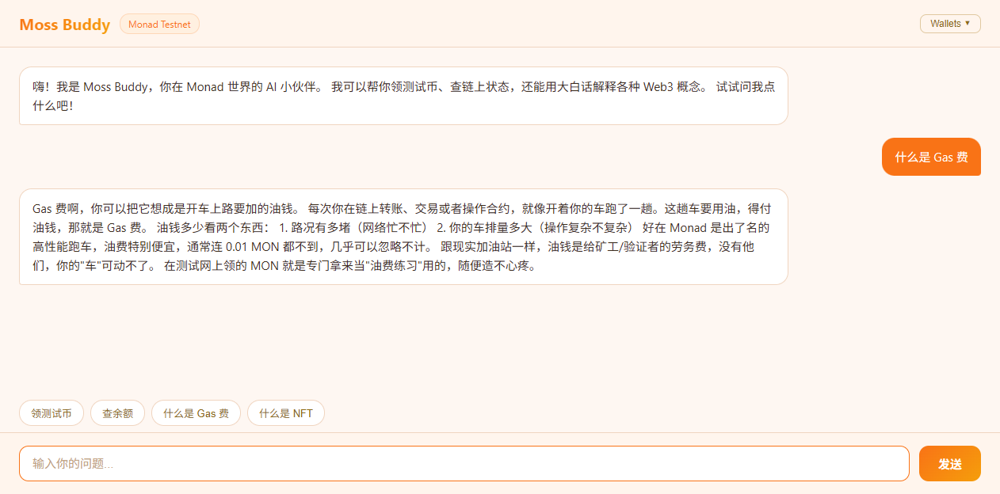 Moss Buddy
Monad Testnet
Wallets ▼
嗨！我是 Moss Buddy，你在 Monad 世界的 AI 小伙伴。 我可以帮你领测试币、查链上状态，还能用大白话解释各种 Web3 概念。 试试问我点
什么吧！
什么是 Gas 费
Gas 费啊，你可以把它想成是开车上路要加的油钱。 每次你在链上转账、交易或者操作合约，就像开着你的车跑了一趟。这趟车要用油，得付
油钱，那就是 Gas 费。 油钱多少看两个东西： 1. 路况有多堵（网络忙不忙） 2. 你的车排量多大（操作复杂不复杂） 好在 Monad 是出了名的
高性能跑车，油费特别便宜，通常连 0.01 MON 都不到，几乎可以忽略不计。 跟现实加油站一样，油钱是给矿工/验证者的劳务费，没有他
们，你的"车"可动不了。 在测试网上领的 MON 就是专门拿来当"油费练习"用的，随便造不心疼。
领测试币
查余额
什么是 Gas 费
什么是 NFT
输入你的问题...
发送